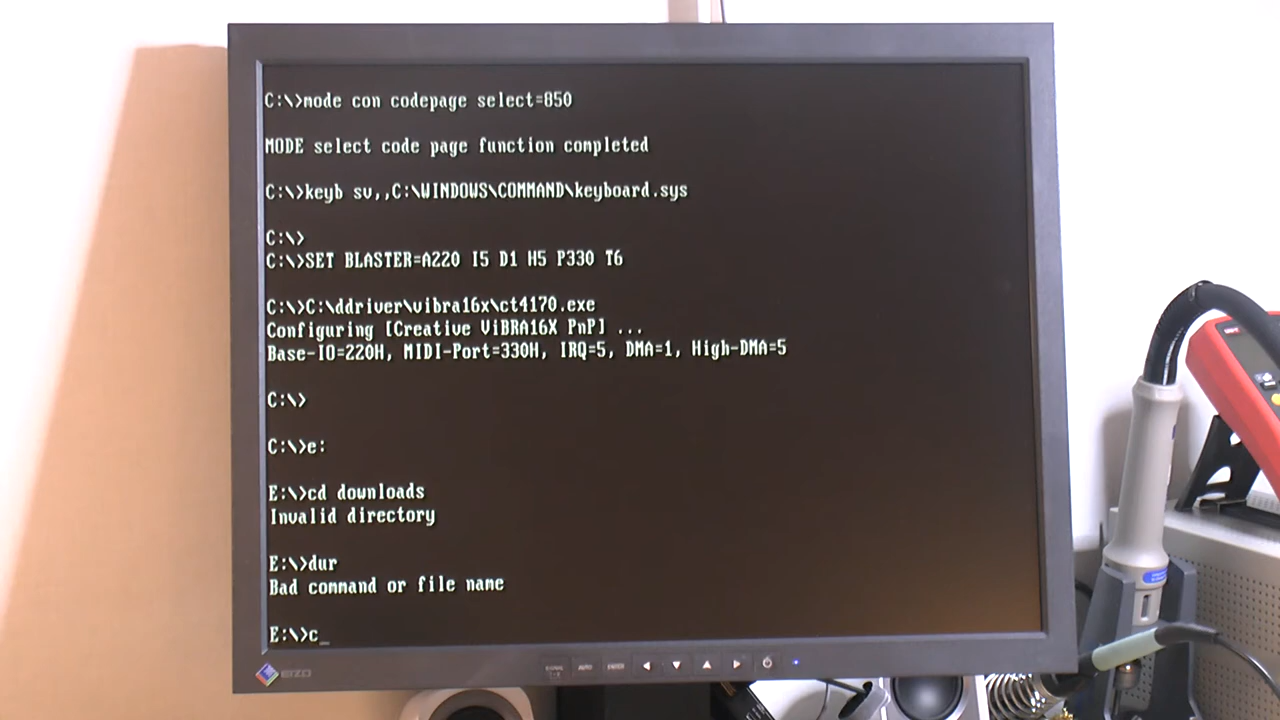 C:\>mode con codepage select=850
MODE select code page function completed
C:\>keyb sv,,C:\WINDOWS\COMMAND\keyboard.sys
C:\>
C:\>SET BLASTER=A220 I5 D1 H5 P330 T6
C:\>C:\ddriver\vibra16x\ct4170.exe
Configuring [Creative ViBRA16X PnP] ...
Base-IO=220H, MIDI-Port=330H, IRQ=5, DMA=1, High-DMA=5
C:\>
C:\>e:
E:\>cd downloads
Invalid directory
E:\>dur
Bad command or file name
E:\>c_
EIZO
AUTO
ENTER